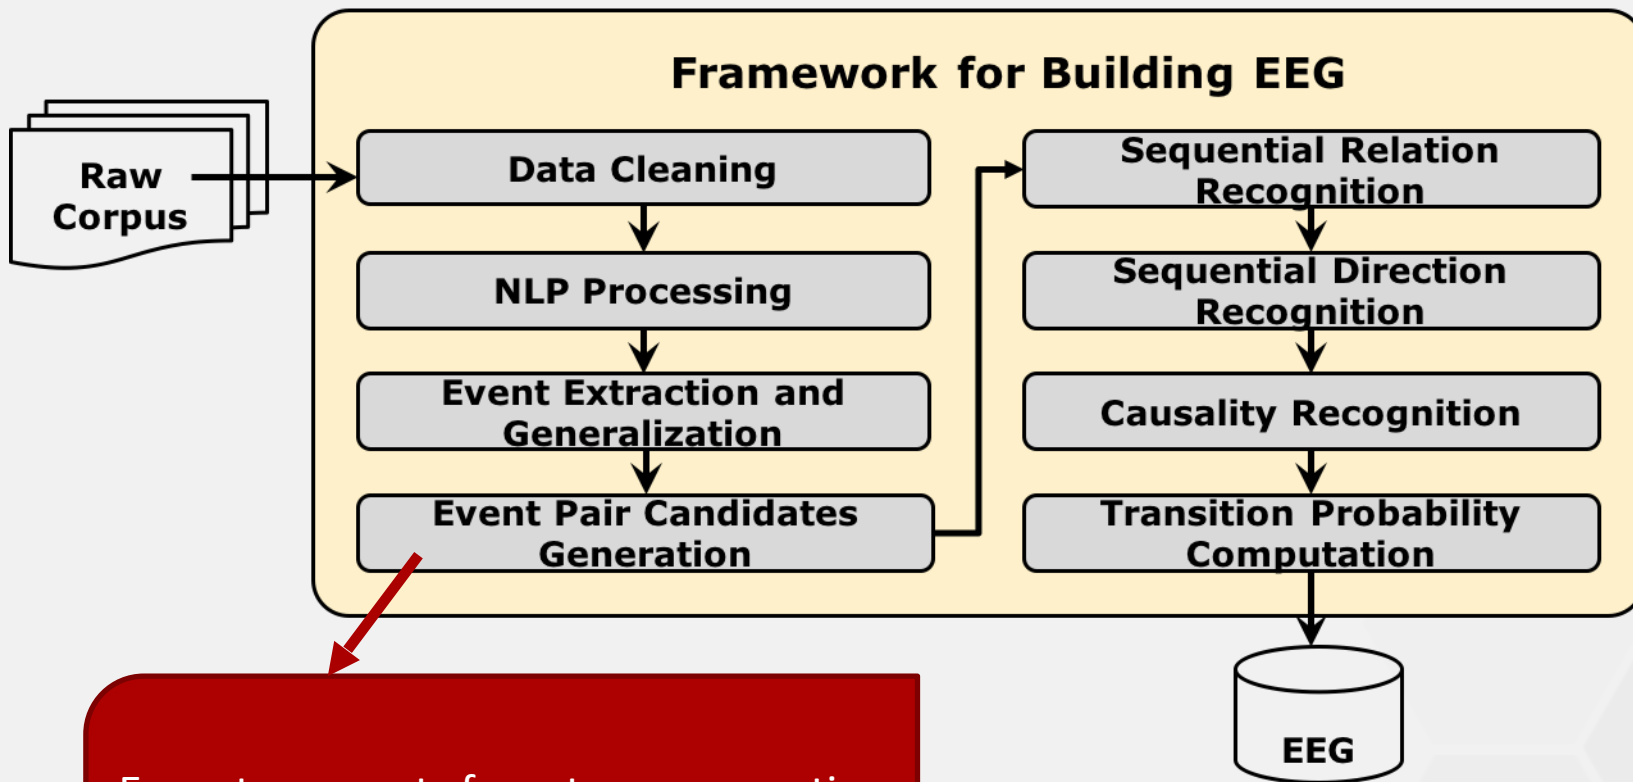 Framework for Building EEG
Raw
Corpus
Data Cleaning
NLP Processing
Event Extraction and
Generalization
Event Pair Candidates
Generation
Sequential Relation
Recognition
Sequential Direction
Recognition
Causality Recognition
Transition Probability
Computation
EEG